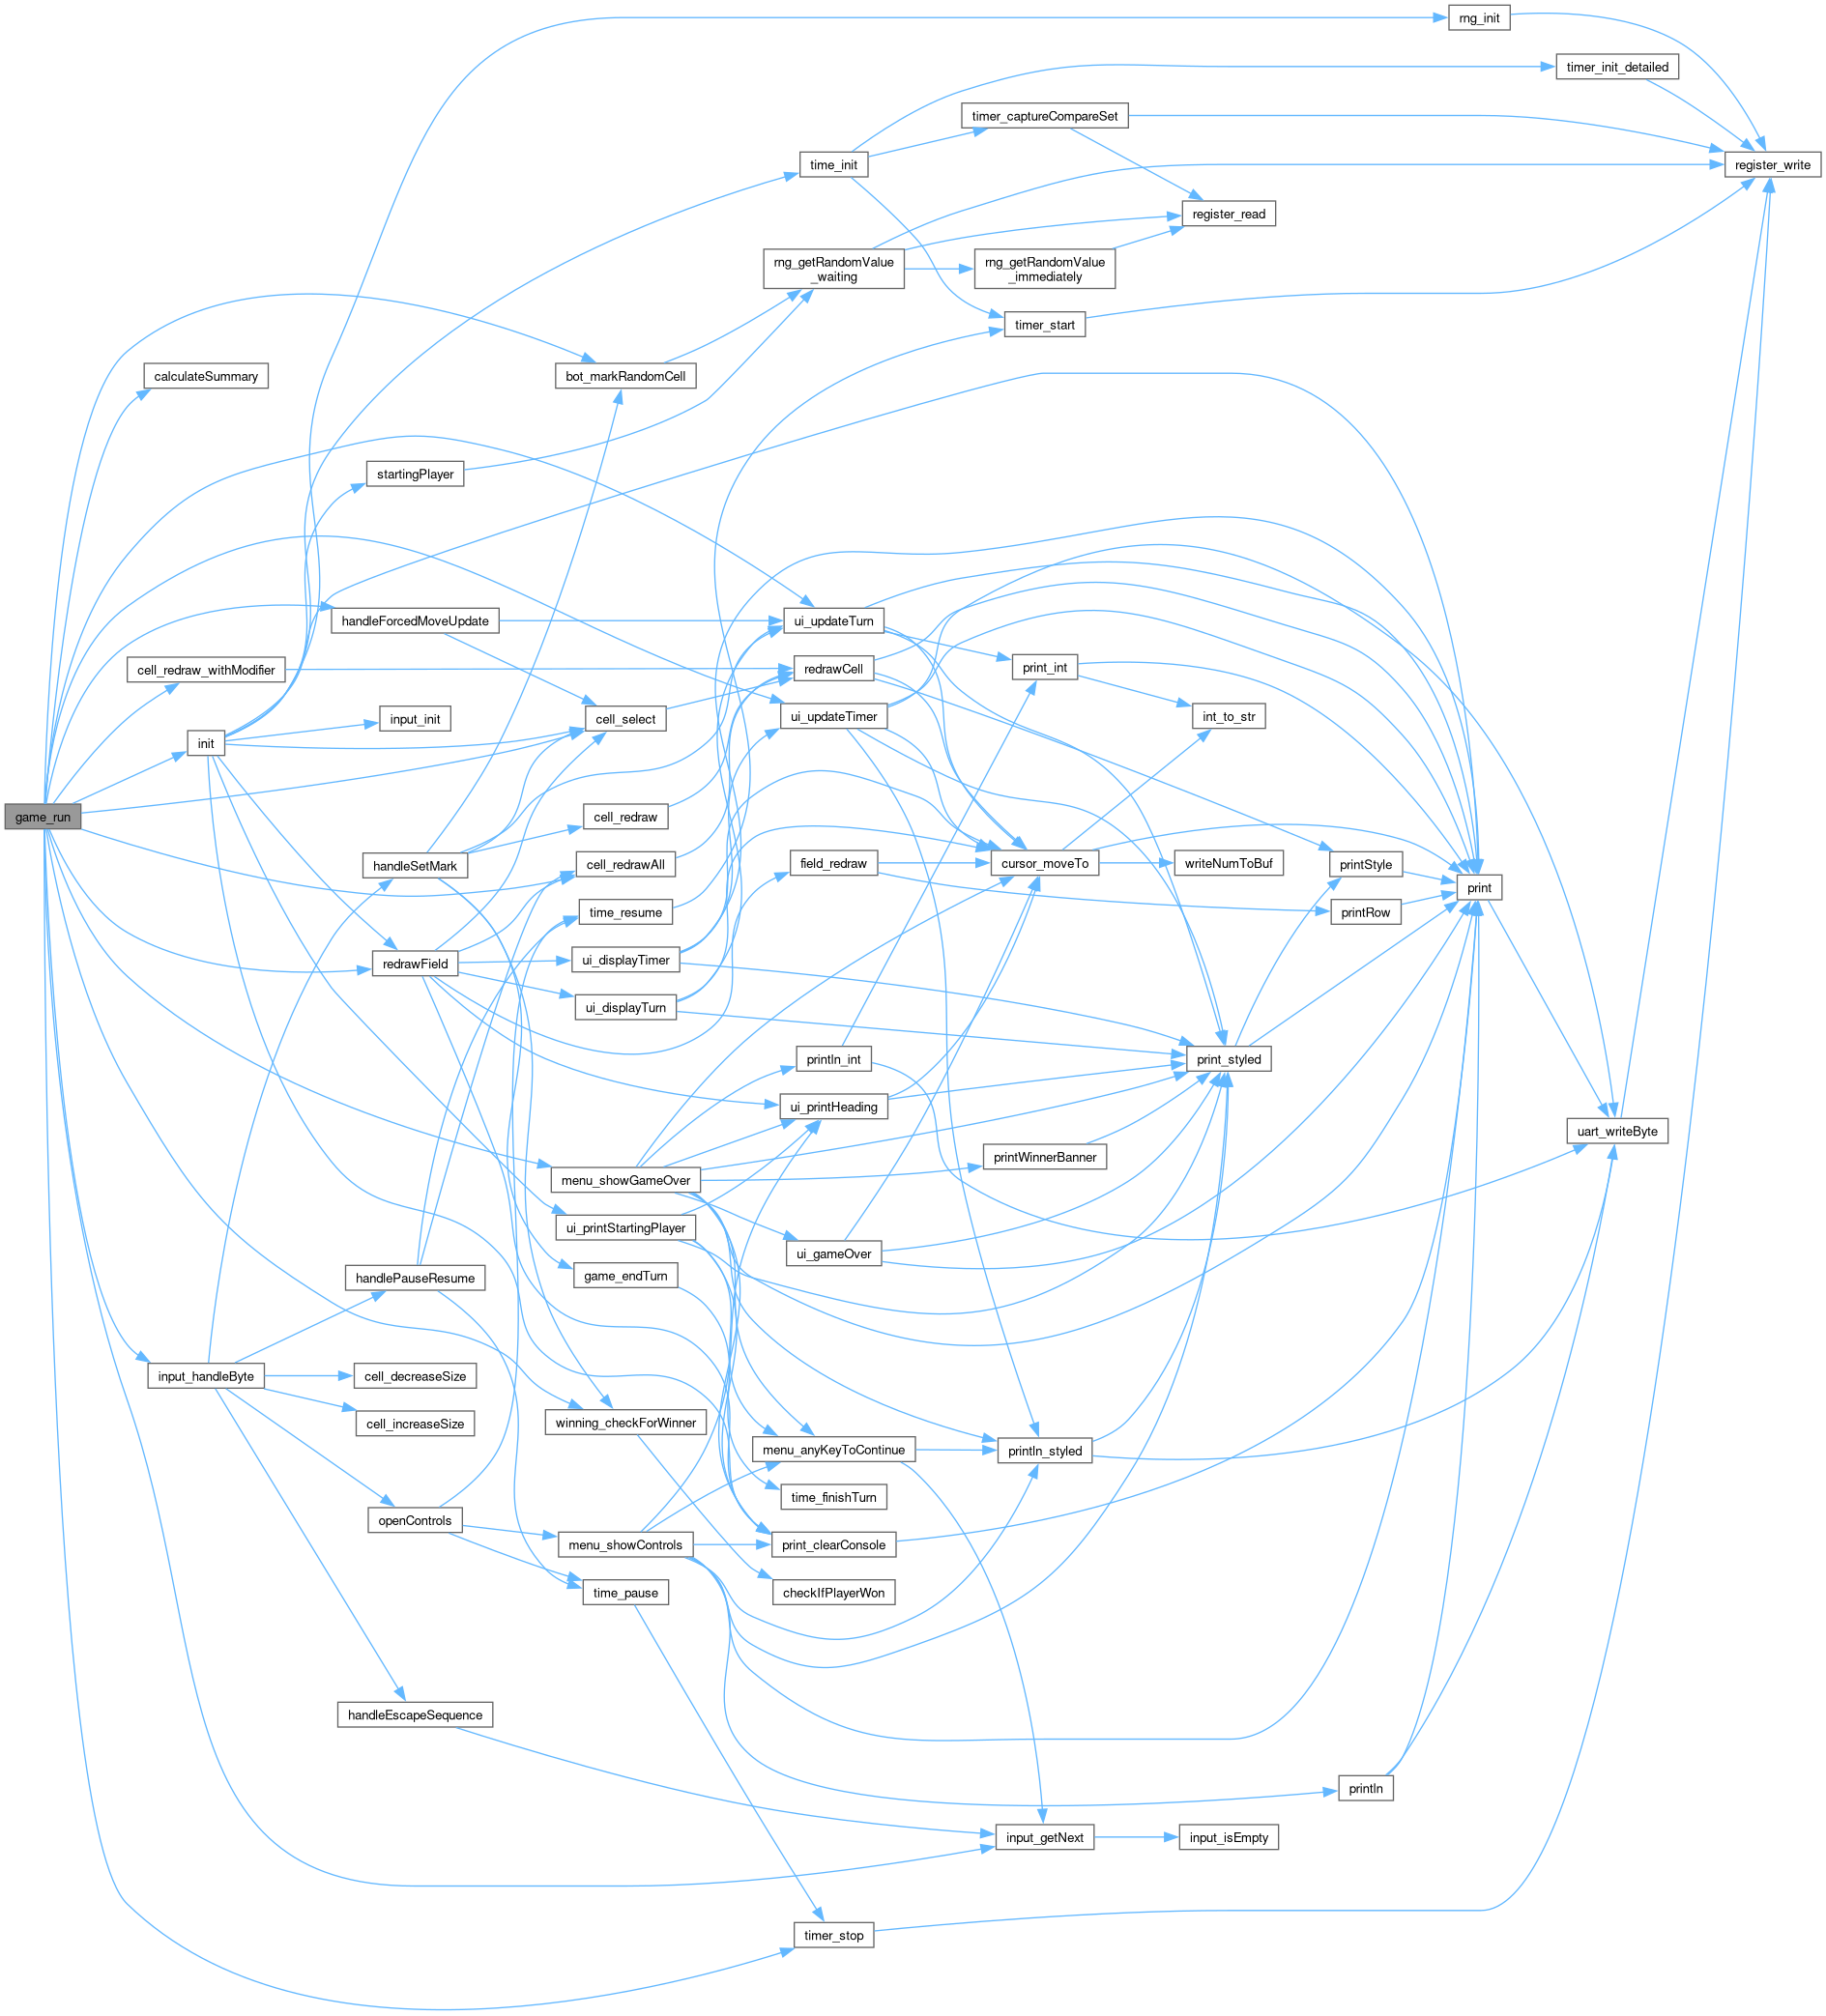 rng_init
timer_init_detailed
timer_captureCompareSet
time_init
register_write
register_read
rng_getRandomValue
_waiting
rng_getRandomValue
_immediately
timer_start
calculateSummary
bot_markRandomCell
startingPlayer
handleForcedMoveUpdate
ui_updateTurn
cell_redraw_withModifier
redrawCell
print_int
input_init
cell_select
ui_updateTimer
int_to_str
init
game_run
cell_redraw
handleSetMark
cell_redrawAll
field_redraw
cursor_moveTo
writeNumToBuf
printStyle
print
time_resume
printRow
redrawField
ui_displayTimer
ui_displayTurn
println_int
print_styled
ui_printHeading
uart_writeByte
printWinnerBanner
menu_showGameOver
ui_printStartingPlayer
ui_gameOver
handlePauseResume
game_endTurn
input_handleByte
cell_decreaseSize
cell_increaseSize
winning_checkForWinner
menu_anyKeyToContinue
println_styled
time_finishTurn
openControls
menu_showControls
print_clearConsole
time_pause
checkIfPlayerWon
handleEscapeSequence
println
input_getNext
input_isEmpty
timer_stop